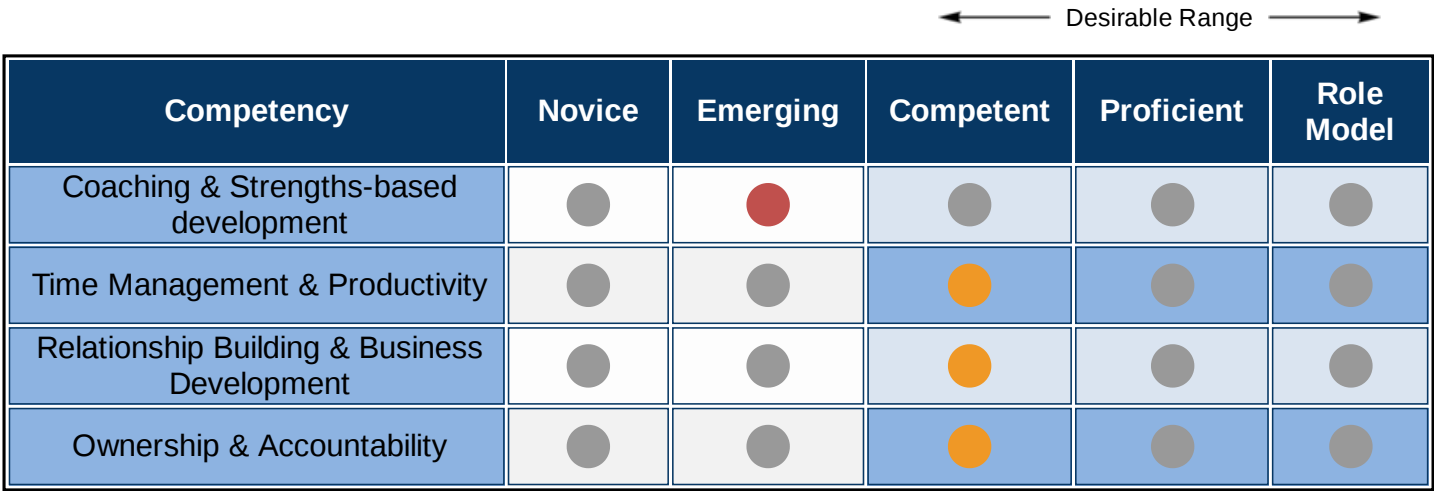 Desirable Range
Competency Novice Emerging Competent Proficient Role
Model
Coaching & Strengths-based
development
Time Management & Productivity
Relationship Building & Business
Development
Ownership & Accountability